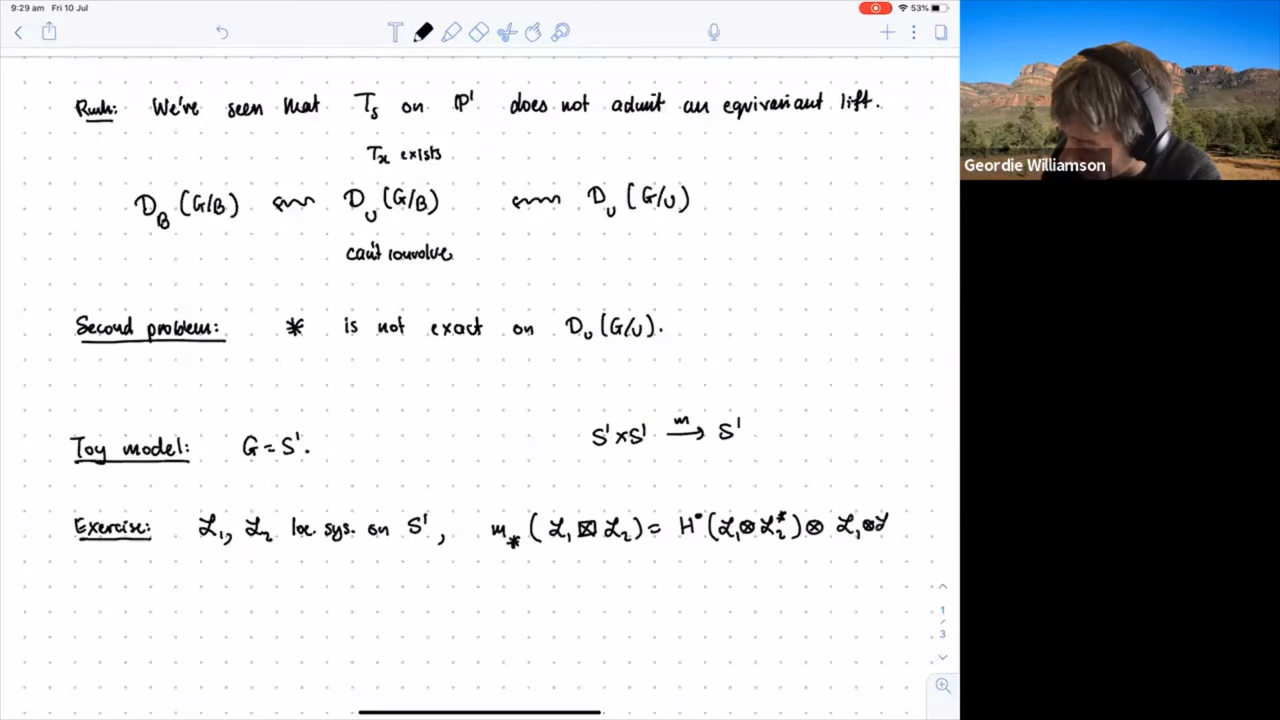 9:29 am Fri 10 Jul
53%
Rmk: We've seen that T_s on P¹ does not admit an equivariant lift.
T_x exists
D_B (G/B) D_U (G/B) D_U (G/U)
can't convolve
Second problem: * is not exact on D_U (G/U).
Toy model: G = S¹. S¹×S¹ →^m S¹
Exercise: ℒ₁, ℒ₂ loc. sys. on S¹, m_* (ℒ₁ ⊠ ℒ₂) = H^•(ℒ₁⊗ℒ₂^*) ⊗ ℒ₁⊗ℒ
1
/
3
Geordie Williamson